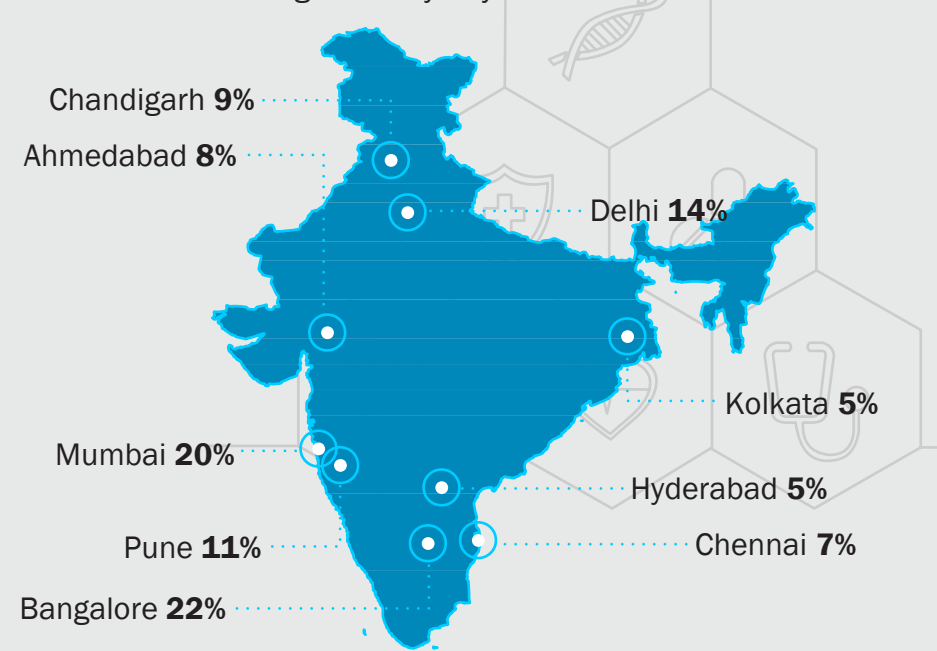 Chandigarh 9%
Ahmedabad 8%
Delhi 14%
Kolkata 5%
Mumbai 20%
Hyderabad 5%
Pune 11%
Chennai 7%
Bangalore 22%